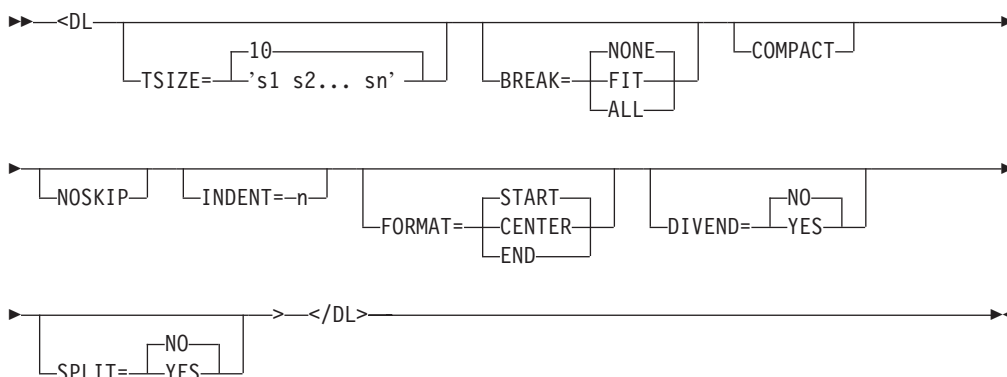 <DL
10
TSIZE= 's1 s2... sn'
NONE
BREAK= FIT
ALL
COMPACT
NOSKIP
INDENT= n
START
FORMAT= CENTER
END
NO
DIVEND= YES
> </DL>
NO
SPLIT= YES